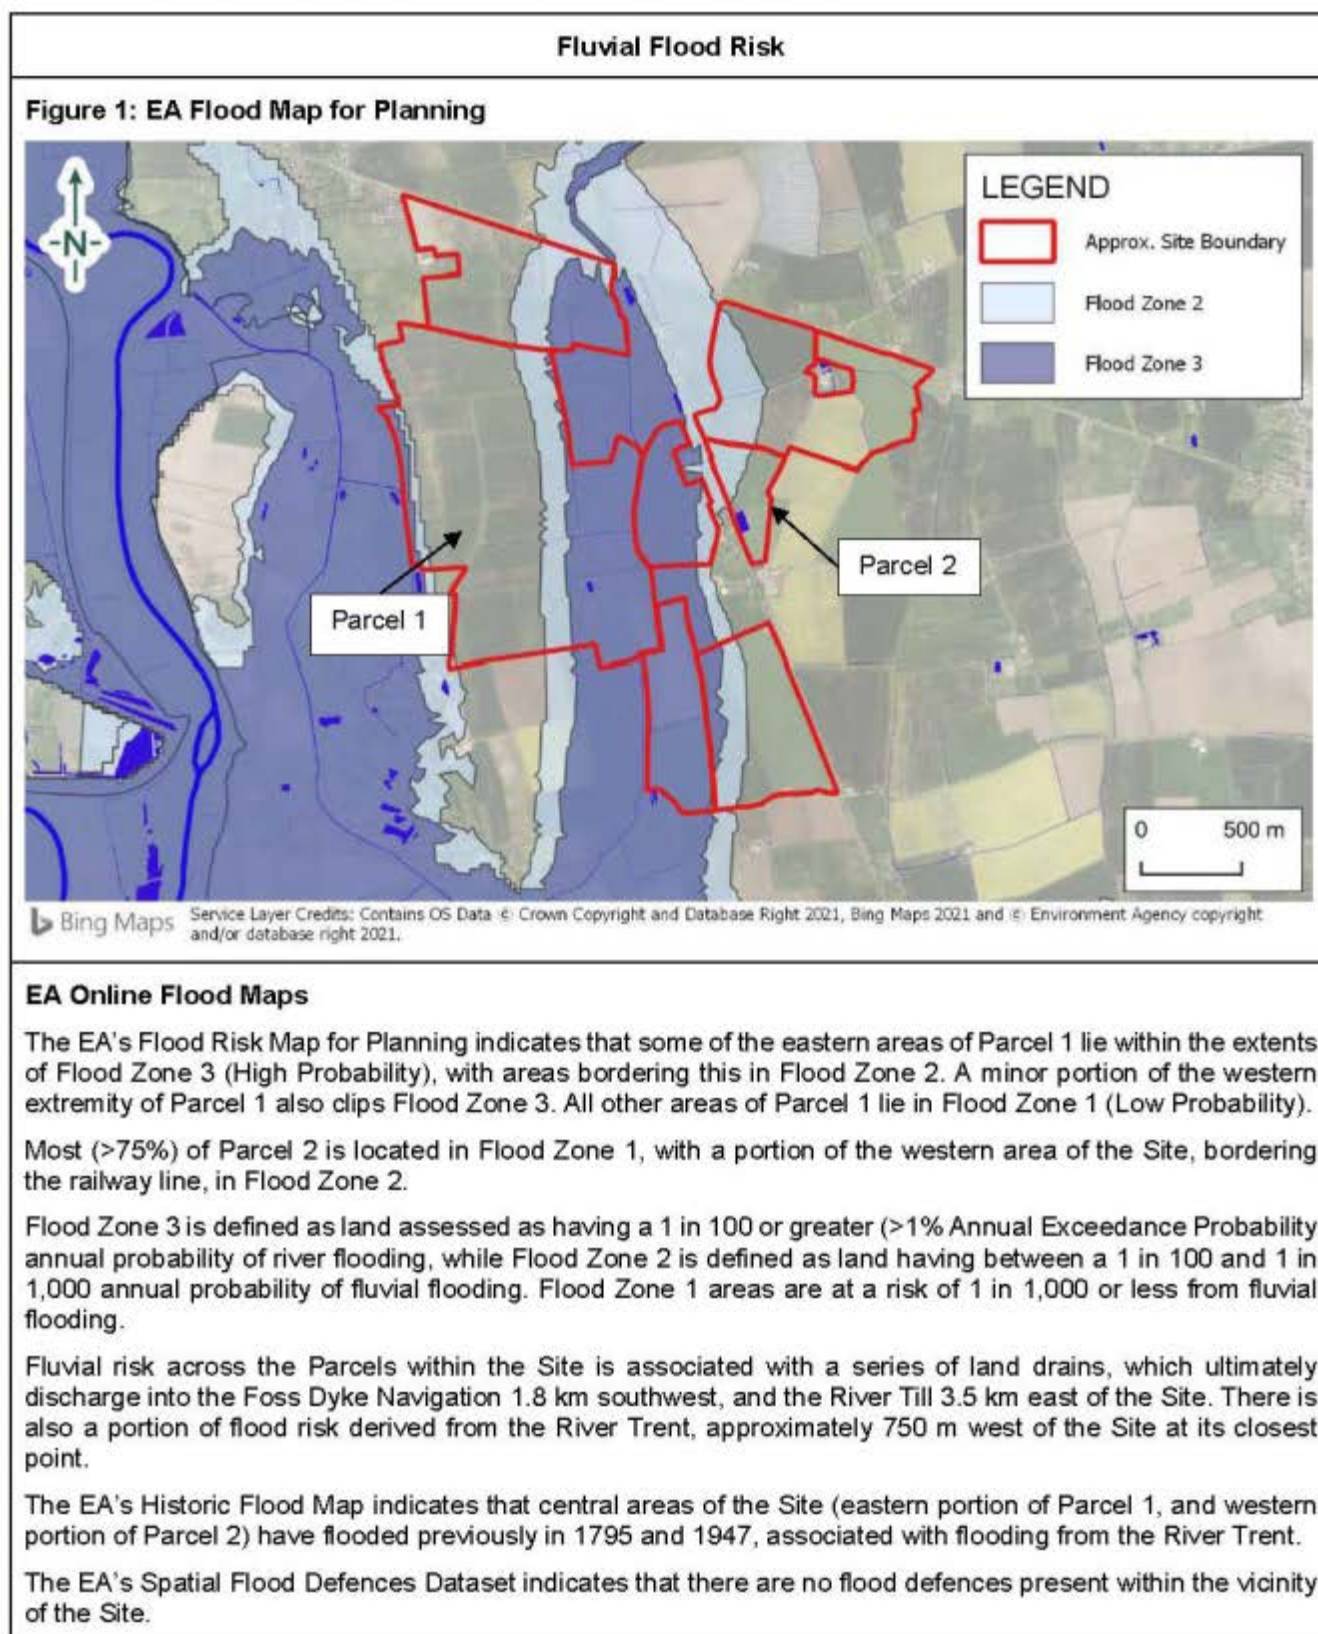 Fluvial Flood Risk
Figure 1: EA Flood Map for Planning
-N-
LEGEND
Approx. Site Boundary
Flood Zone 2
Flood Zone 3
Parcel 2
Parcel 1
0 500 m
Bing Maps
Service Layer Credits: Contains OS Data © Crown Copyright and Database Right 2021, Bing Maps 2021 and © Environment Agency copyright
and/or database right 2021.
EA Online Flood Maps
The EA's Flood Risk Map for Planning indicates that some of the eastern areas of Parcel 1 lie within the extents
of Flood Zone 3 (High Probability), with areas bordering this in Flood Zone 2. A minor portion of the western
extremity of Parcel 1 also clips Flood Zone 3. All other areas of Parcel 1 lie in Flood Zone 1 (Low Probability).
Most (>75%) of Parcel 2 is located in Flood Zone 1, with a portion of the western area of the Site, bordering
the railway line, in Flood Zone 2.
Flood Zone 3 is defined as land assessed as having a 1 in 100 or greater (>1% Annual Exceedance Probability
annual probability of river flooding, while Flood Zone 2 is defined as land having between a 1 in 100 and 1 in
1,000 annual probability of fluvial flooding. Flood Zone 1 areas are at a risk of 1 in 1,000 or less from fluvial
flooding.
Fluvial risk across the Parcels within the Site is associated with a series of land drains, which ultimately
discharge into the Foss Dyke Navigation 1.8 km southwest, and the River Till 3.5 km east of the Site. There is
also a portion of flood risk derived from the River Trent, approximately 750 m west of the Site at its closest
point.
The EA's Historic Flood Map indicates that central areas of the Site (eastern portion of Parcel 1, and western
portion of Parcel 2) have flooded previously in 1795 and 1947, associated with flooding from the River Trent.
The EA's Spatial Flood Defences Dataset indicates that there are no flood defences present within the vicinity
of the Site.